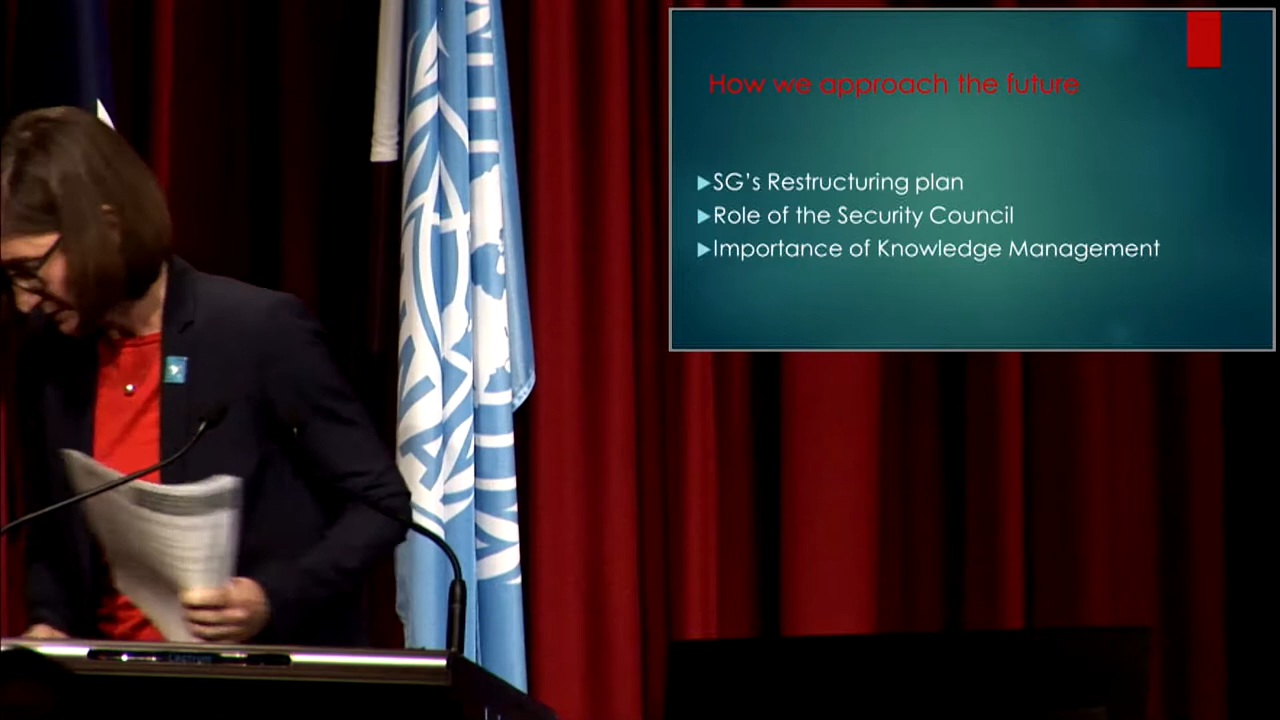 How we approach the future
SG's Restructuring plan
Role of the Security Council
Importance of Knowledge Management